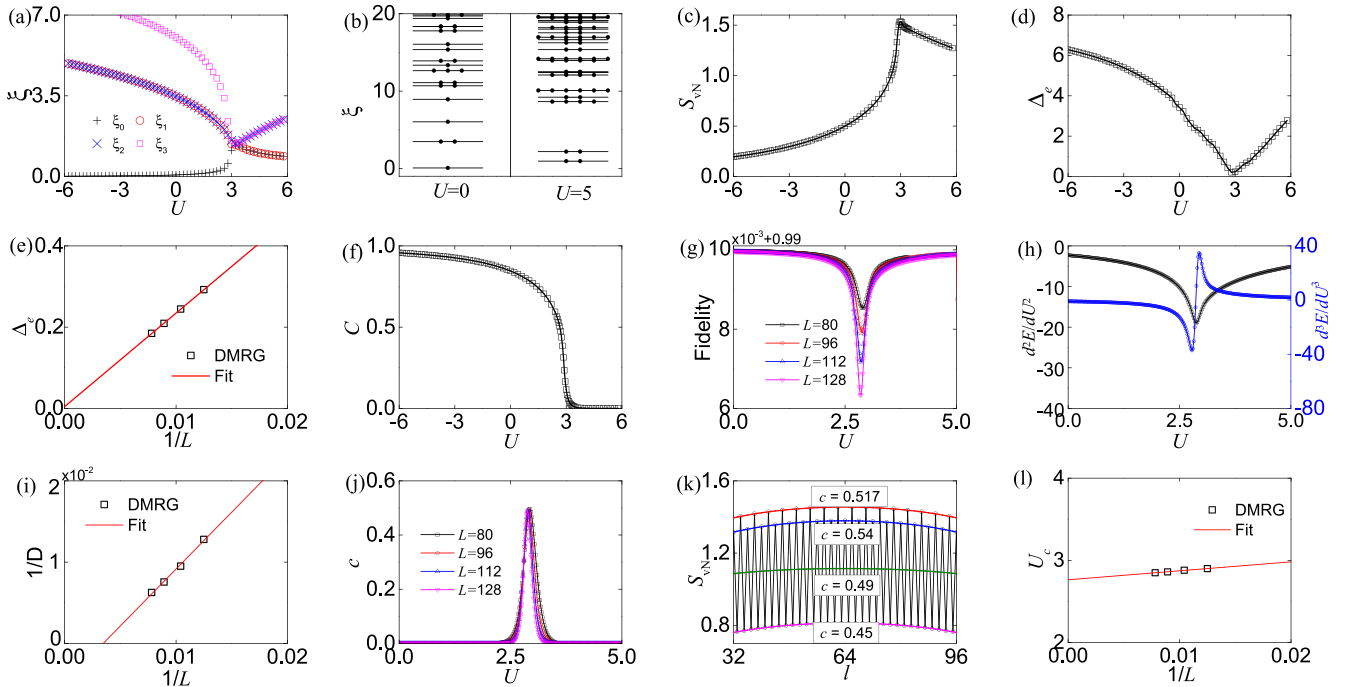 (a)
7.0
3.5
0.0
ξ
ξ₀
ξ₁
ξ₂
ξ₃
-6 -3 0 3 6
U
(b)
20
10
0
ξ
U=0 U=5
(c)
1.5
1.0
0.5
0.0
S_vN
-6 -3 0 3 6
U
(d)
8
6
4
2
0
Δ_e
-6 -3 0 3 6
U
(e)
0.4
0.2
0.0
Δ_e
DMRG
Fit
0.00 0.01 0.02
1/L
(f)
1.0
0.5
0.0
C
-6 -3 0 3 6
U
(g)
×10⁻³+0.99
10
8
6
Fidelity
L=80
L=96
L=112
L=128
0.0 2.5 5.0
U
(h)
0
-10
-20
-30
-40
d²E/dU²
40
0
-40
-80
d³E/dU³
0.0 2.5 5.0
U
(i)
×10⁻²
2
1
0
1/D
DMRG
Fit
0.00 0.01 0.02
1/L
(j)
0.6
0.4
0.2
0.0
c
L=80
L=96
L=112
L=128
0.0 2.5 5.0
U
(k)
1.6
1.2
0.8
S_vN
c = 0.517
c = 0.54
c = 0.49
c = 0.45
32 64 96
l
(l)
4
3
2
U_c
DMRG
Fit
0.00 0.01 0.02
1/L